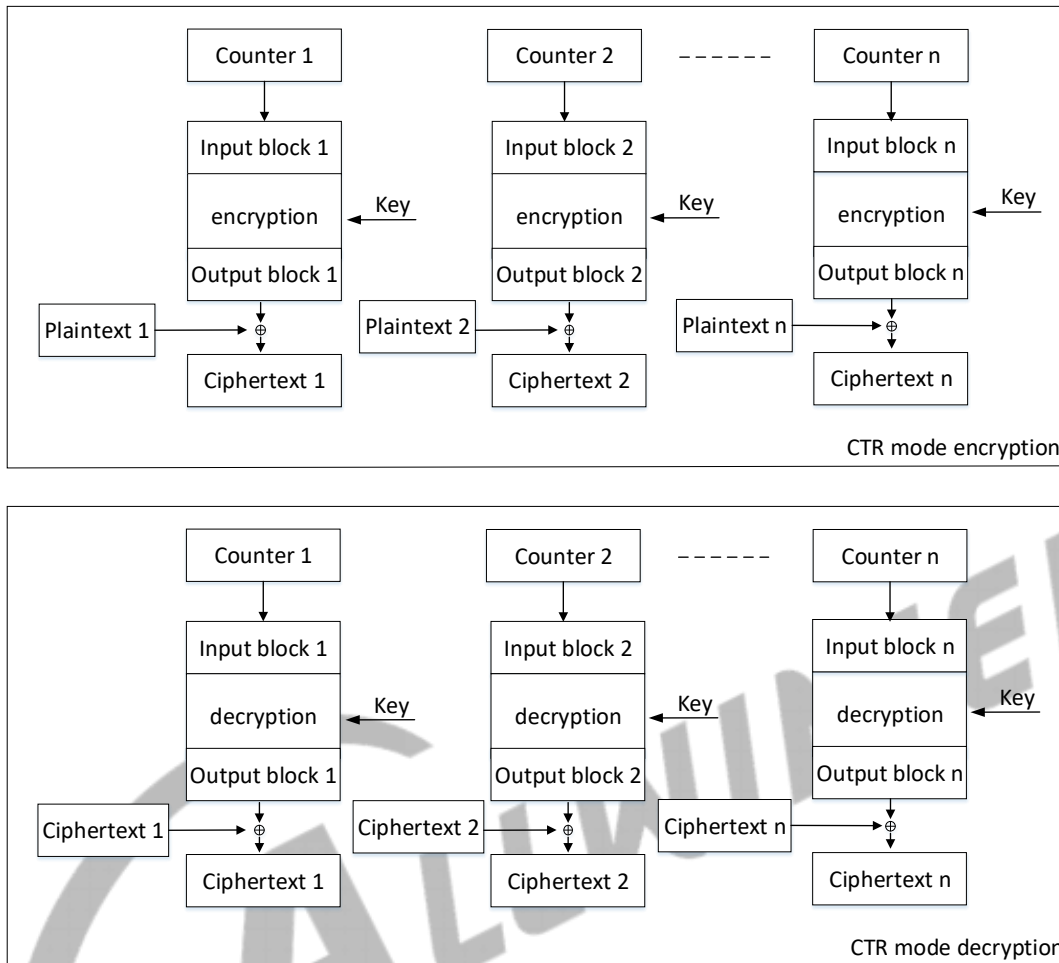 Counter 1
Counter 2
Counter n
Input block 1
Input block 2
Input block n
encryption
Key
encryption
Key
encryption
Key
Output block 1
Output block 2
Output block n
Plaintext 1
⊕
Plaintext 2
⊕
Plaintext n
⊕
Ciphertext 1
Ciphertext 2
Ciphertext n
CTR mode encryption
Counter 1
Counter 2
Counter n
Input block 1
Input block 2
Input block n
decryption
Key
decryption
Key
decryption
Key
Output block 1
Output block 2
Output block n
Ciphertext 1
⊕
Ciphertext 2
⊕
Ciphertext n
⊕
Ciphertext 1
Ciphertext 2
Ciphertext n
CTR mode decryption